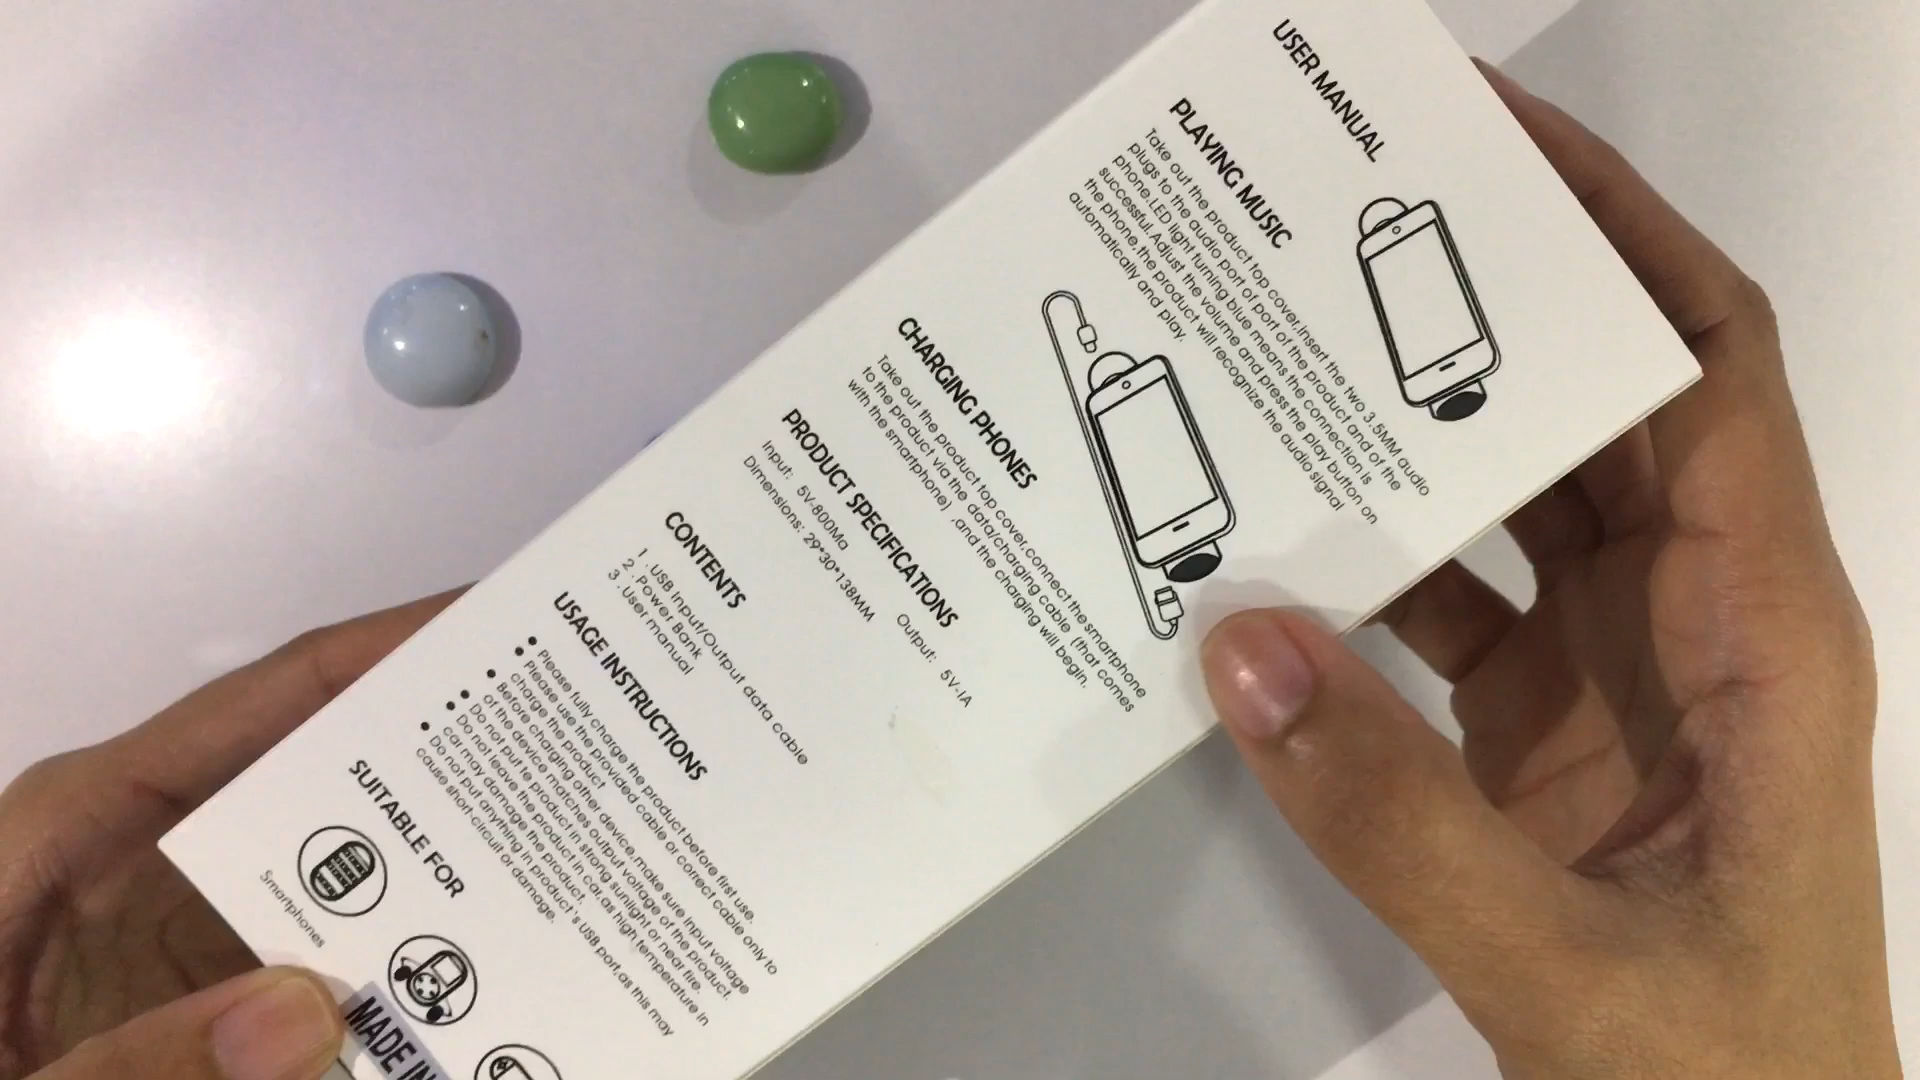 USER MANUAL
PLAYING MUSIC
Take out the product top cover,insert the two 3.5MM audio
plugs to the audio port of port of the product and of the
phone.LED light turning blue means the connection is
successful.Adjust the volume and press the play button on
the phone,the product will recognize the audio signal
automatically and play.
CHARGING PHONES
Take out the product top cover,connect the smartphone
to the product via the data/charging cable (that comes
with the smartphone) ,and the charging will begin.
PRODUCT SPECIFICATIONS
Input: 5V-800Ma Output: 5V-1A
Dimensions: 29*30*138MM
CONTENTS
1 .USB Input/Output data cable
2 .Power Bank
3 .User manual
USAGE INSTRUCTIONS
● Please fully charge the product before first use.
● Please use the provided cable or correct cable only to
charge the product
● Before charging other device,make sure input voltage
of the device matches output voltage of the product.
● Do not put te product in strong sunlight or near fire.
● Do not leave the product in car,as high temperature in
car may damage the product.
● Do not put anything in product's USB port,as this may
cause short-circuit or damage.
SUITABLE FOR
Smartphones
MADE IN